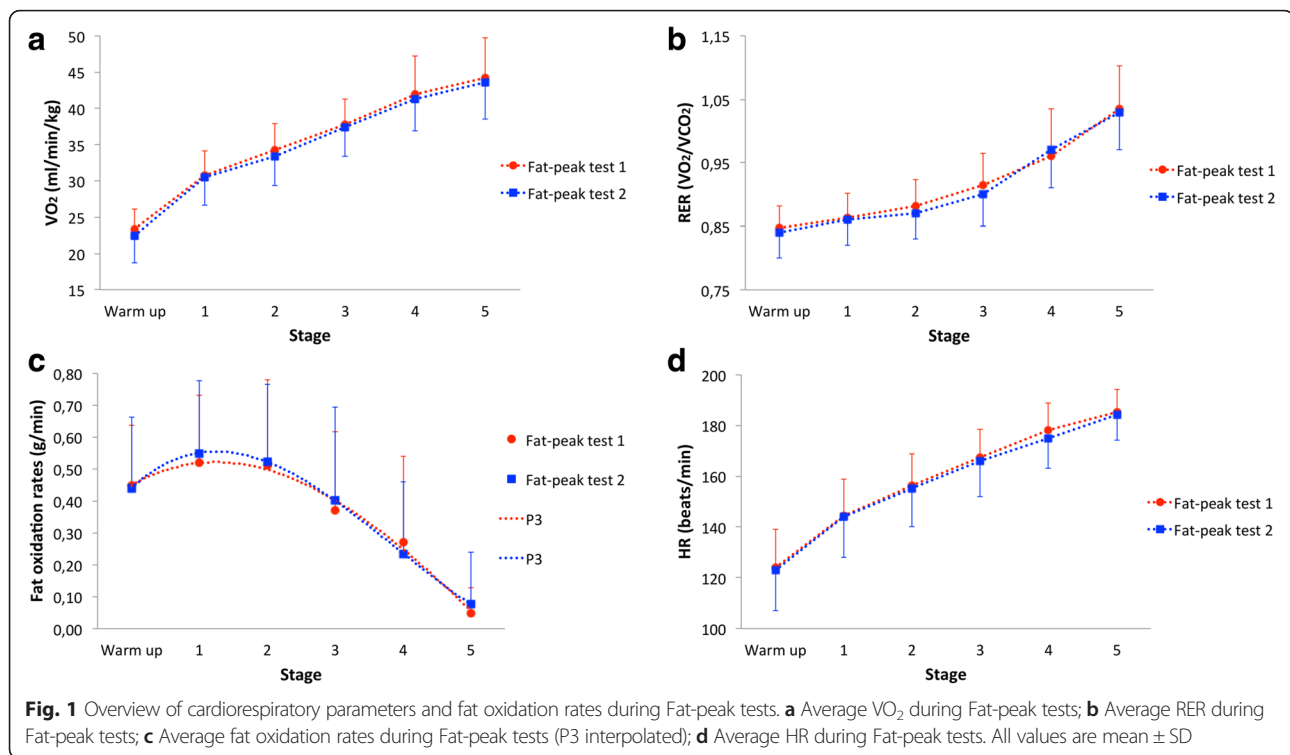 a
50
45
40
35
30
25
20
15
VO₂ (ml/min/kg)
Warm up 1 2 3 4 5
Stage
Fat-peak test 1
Fat-peak test 2
b
1,15
1,05
0,95
0,85
0,75
RER (VO₂/VCO₂)
Warm up 1 2 3 4 5
Stage
Fat-peak test 1
Fat-peak test 2
c
0,80
0,70
0,60
0,50
0,40
0,30
0,20
0,10
0,00
Fat oxidation rates (g/min)
Warm up 1 2 3 4 5
Stage
Fat-peak test 1
Fat-peak test 2
P3
P3
d
200
180
160
140
120
100
HR (beats/min)
Warm up 1 2 3 4 5
Stage
Fat-peak test 1
Fat-peak test 2
Fig. 1 Overview of cardiorespiratory parameters and fat oxidation rates during Fat-peak tests. a Average VO₂ during Fat-peak tests; b Average RER during
Fat-peak tests; c Average fat oxidation rates during Fat-peak tests (P3 interpolated); d Average HR during Fat-peak tests. All values are mean ± SD